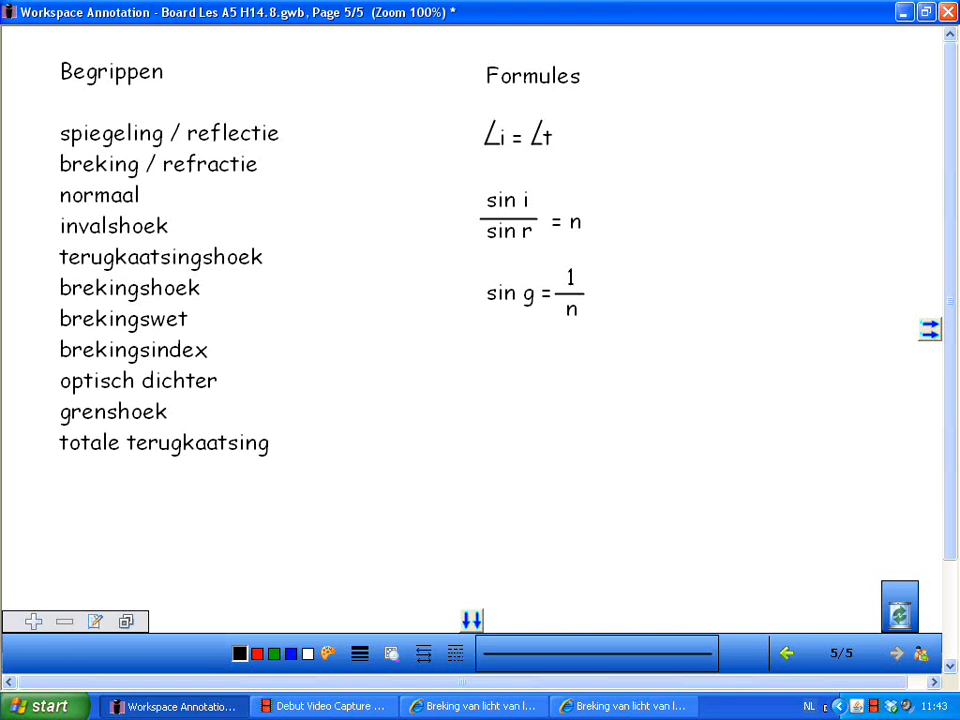 Workspace Annotation - Board Les A5 H14.8.gwb, Page 5/5 (Zoom 100%) *
Begrippen
spiegeling / reflectie
breking / refractie
normaal
invalshoek
terugkaatsingshoek
brekingshoek
brekingswet
brekingsindex
optisch dichter
grenshoek
totale terugkaatsing
Formules
∠i = ∠t
sin i
sin r
= n
sin g =
1
n
5/5
start
Workspace Annotatio...
Debut Video Capture ...
Breking van licht van l...
Breking van licht van l...
NL
11:43